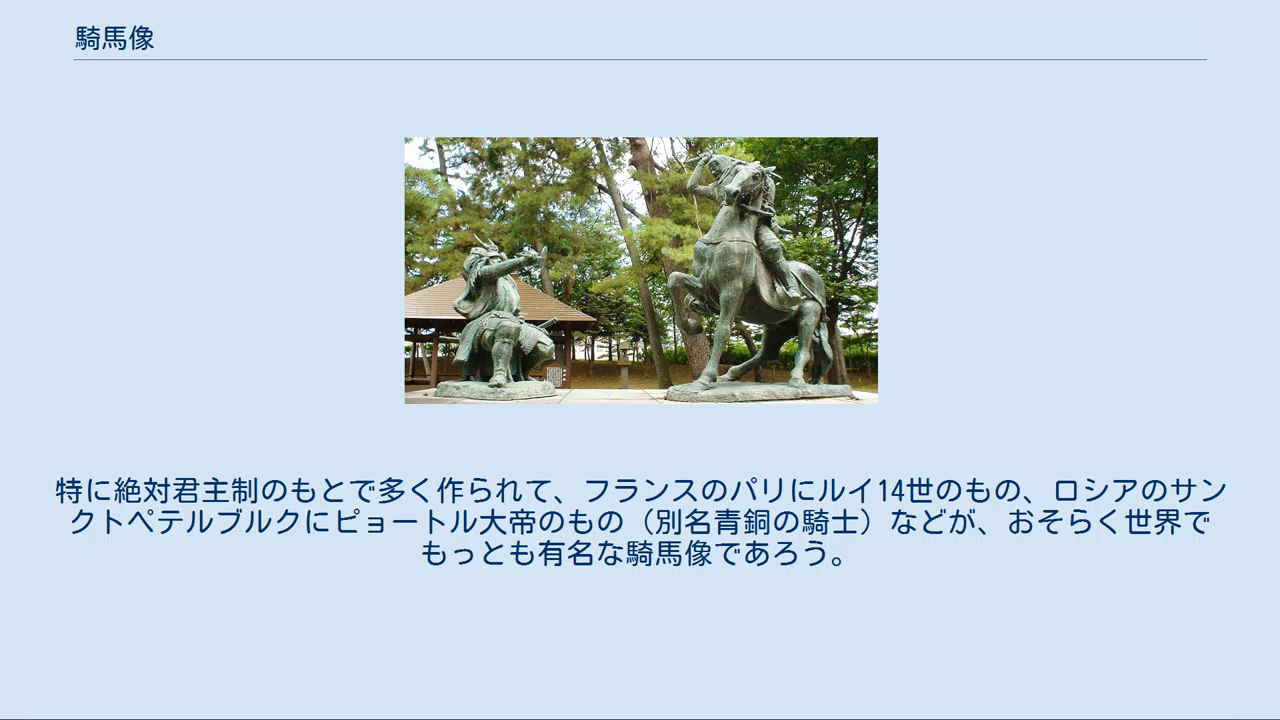 騎馬像
特に絶対君主制のもとで多く作られて、フランスのパリにルイ14世のもの、ロシアのサン
クトペテルブルクにピョートル大帝のもの（別名青銅の騎士）などが、おそらく世界で
もっとも有名な騎馬像であろう。